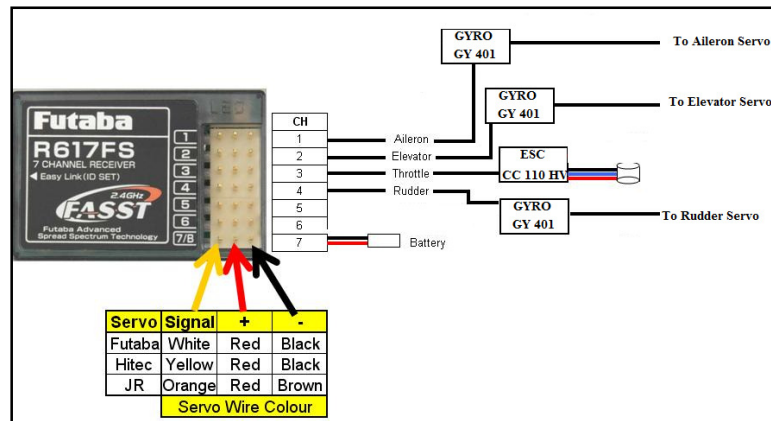 LED
Futaba
R617FS
7 CHANNEL RECEIVER
Easy Link (ID SET)
2.4GHz
FASST
Futaba Advanced
Spread Spectrum Technology
1
2
3
4
5
6
7/B
CH
1
2
3
4
5
6
7
Aileron
Elevator
Throttle
Rudder
Battery
GYRO
GY 401
To Aileron Servo
GYRO
GY 401
To Elevator Servo
ESC
CC 110 HV
GYRO
GY 401
To Rudder Servo
Servo Signal + -
Futaba White Red Black
Hitec Yellow Red Black
JR Orange Red Brown
Servo Wire Colour